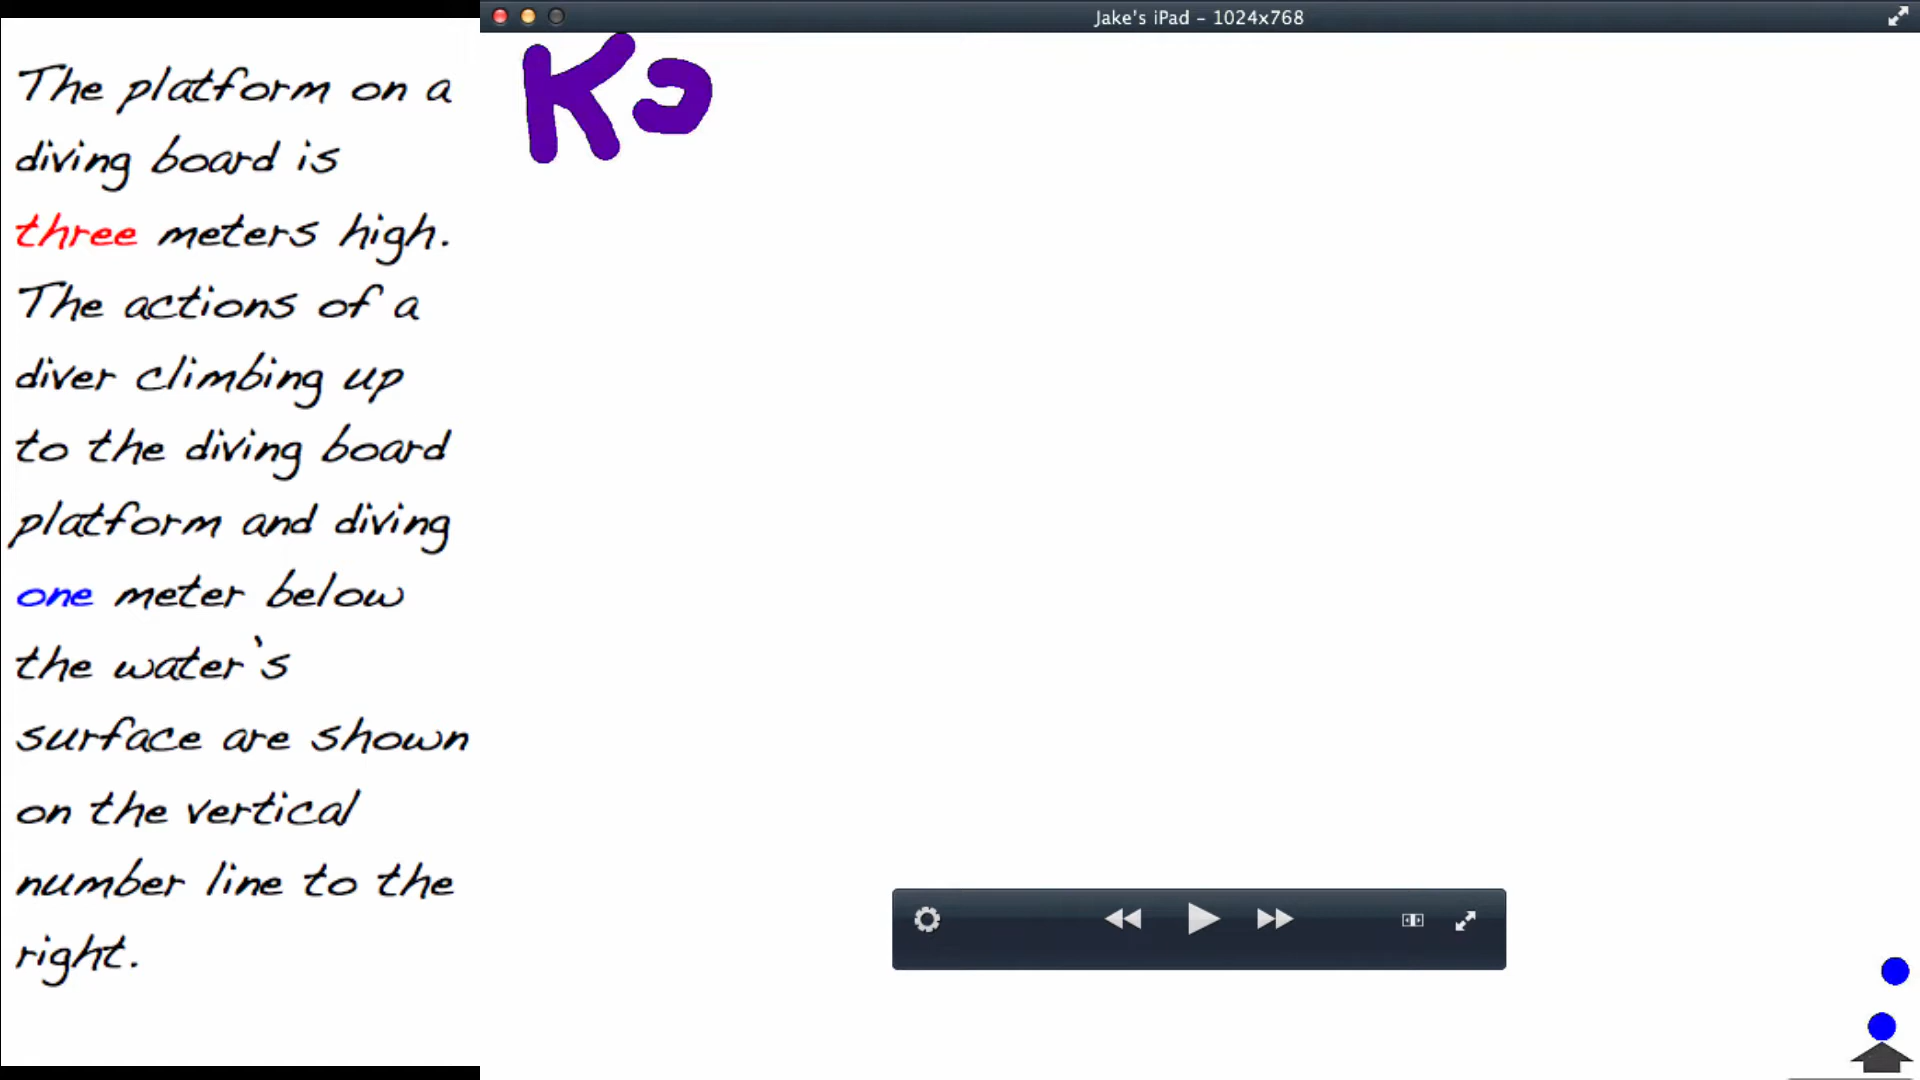 The platform on a
diving board is
three meters high.
The actions of a
diver climbing up
to the diving board
platform and diving
one meter below
the water's
surface are shown
on the vertical
number line to the
right.
Jake's iPad - 1024x768